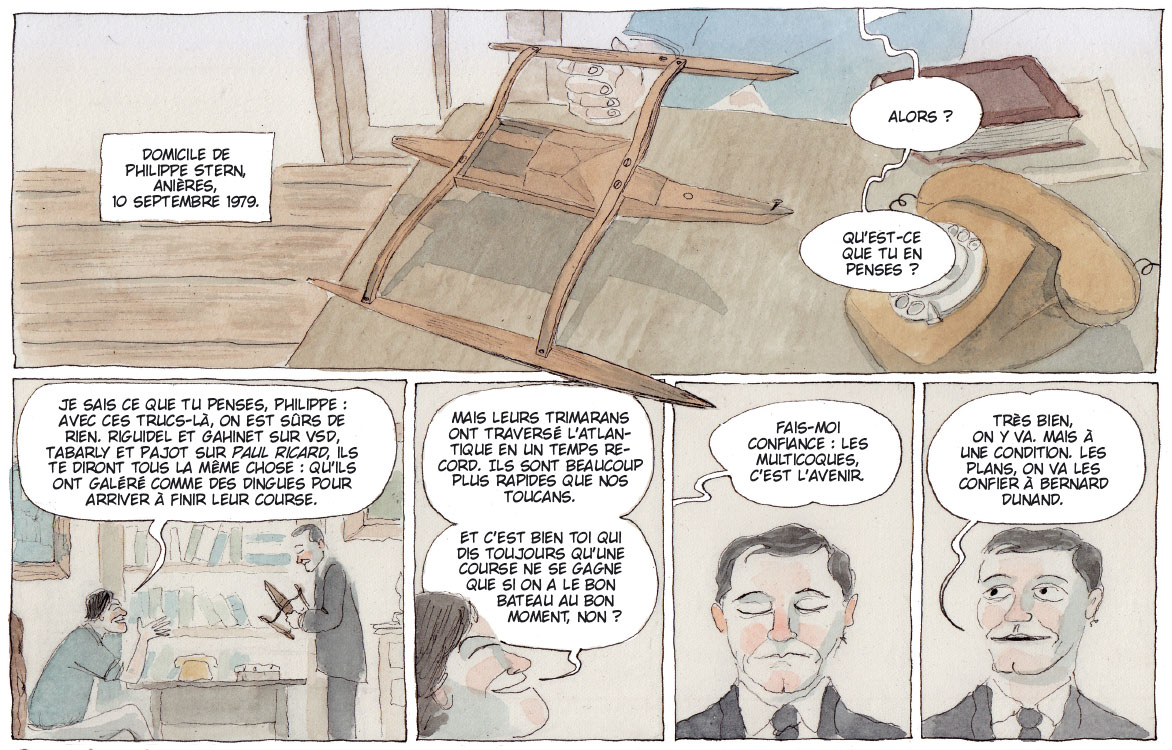 DOMICILE DE
PHILIPPE STERN,
ANIÈRES,
10 SEPTEMBRE 1979.
ALORS ?
QU'EST-CE
QUE TU EN
PENSES ?
JE SAIS CE QUE TU PENSES, PHILIPPE :
AVEC CES TRUCS-LÀ, ON EST SÛRS DE
RIEN. RIGUIDEL ET GAHINET SUR VSD,
TABARLY ET PAJOT SUR PAUL RICARD, ILS
TE DIRONT TOUS LA MÊME CHOSE : QU'ILS
ONT GALÉRÉ COMME DES DINGUES POUR
ARRIVER À FINIR LEUR COURSE.
MAIS LEURS TRIMARANS
ONT TRAVERSÉ L'ATLAN-
TIQUE EN UN TEMPS RE-
CORD. ILS SONT BEAUCOUP
PLUS RAPIDES QUE NOS
TOUCANS.
ET C'EST BIEN TOI QUI
DIS TOUJOURS QU'UNE
COURSE NE SE GAGNE
QUE SI ON A LE BON
BATEAU AU BON
MOMENT, NON ?
FAIS-MOI
CONFIANCE : LES
MULTICOQUES,
C'EST L'AVENIR.
TRÈS BIEN,
ON Y VA. MAIS À
UNE CONDITION. LES
PLANS, ON VA LES
CONFIER À BERNARD
DUNAND.